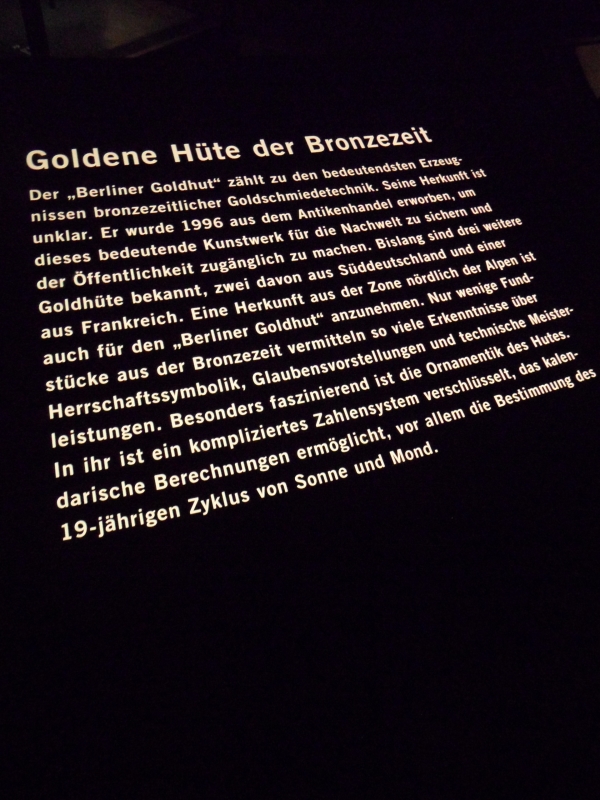 Goldene Hüte der Bronzezeit
Der „Berliner Goldhut“ zählt zu den bedeutendsten Erzeug-
nissen bronzezeitlicher Goldschmiedetechnik. Seine Herkunft ist
unklar. Er wurde 1996 aus dem Antikenhandel erworben, um
dieses bedeutende Kunstwerk für die Nachwelt zu sichern und
der Öffentlichkeit zugänglich zu machen. Bislang sind drei weitere
Goldhüte bekannt, zwei davon aus Süddeutschland und einer
aus Frankreich. Eine Herkunft aus der Zone nördlich der Alpen ist
auch für den „Berliner Goldhut“ anzunehmen. Nur wenige Fund-
stücke aus der Bronzezeit vermitteln so viele Erkenntnisse über
Herrschaftssymbolik, Glaubensvorstellungen und technische Meister-
leistungen. Besonders faszinierend ist die Ornamentik des Hutes.
In ihr ist ein kompliziertes Zahlensystem verschlüsselt, das kalen-
darische Berechnungen ermöglicht, vor allem die Bestimmung des
19-jährigen Zyklus von Sonne und Mond.